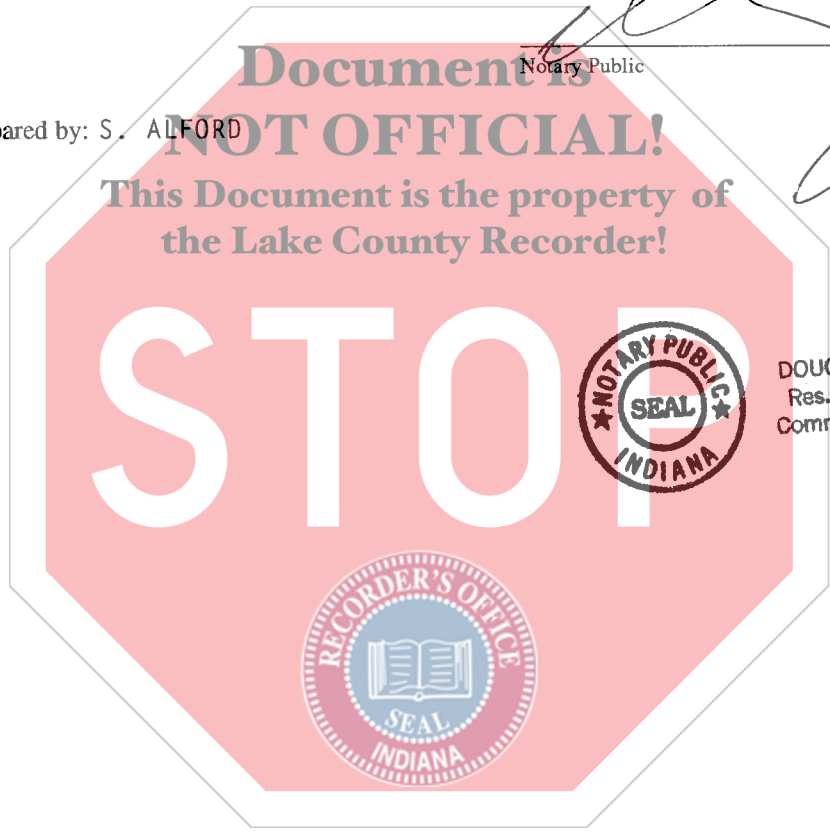 Document is
Notary Public
ared by: S. ALFORD
NOT OFFICIAL!
This Document is the property of
the Lake County Recorder!
STOP
NOTARY PUBLIC
SEAL
INDIANA
DOUG
Res.
Comm
RECORDER'S OFFICE
SEAL
INDIANA